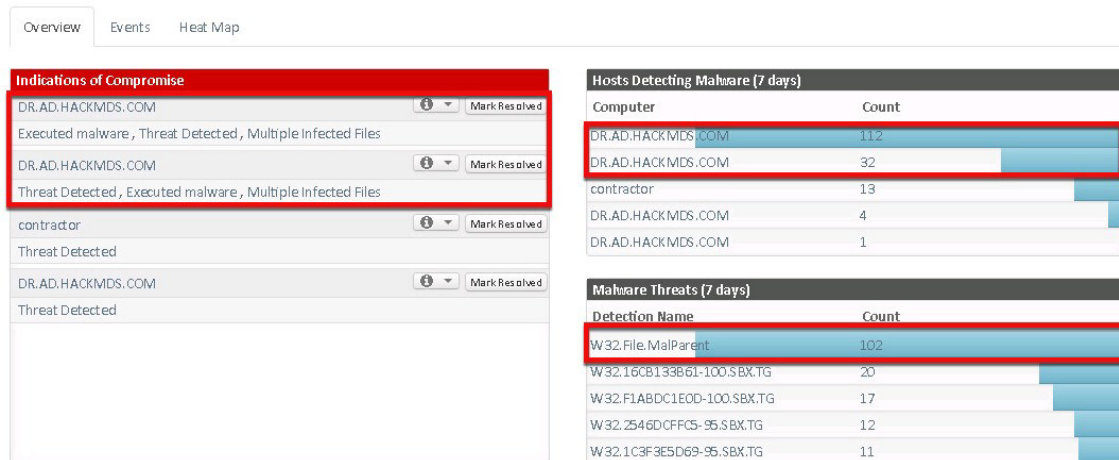 Overview Events Heat Map
Indications of Compromise
DR.AD.HACKMDS.COM Mark Resolved
Executed malware , Threat Detected , Multiple Infected Files
DR.AD.HACKMDS.COM Mark Resolved
Threat Detected , Executed malware , Multiple Infected Files
contractor Mark Resolved
Threat Detected
DR.AD.HACKMDS.COM Mark Resolved
Threat Detected
Hosts Detecting Malware (7 days)
Computer Count
DR.AD.HACKMDS.COM 112
DR.AD.HACKMDS.COM 32
contractor 13
DR.AD.HACKMDS.COM 4
DR.AD.HACKMDS.COM 1
Malware Threats (7 days)
Detection Name Count
W32.File.MalParent 102
W32.16CB133B61-100.SBX.TG 20
W32.F1ABDC1E0D-100.SBX.TG 17
W32.2546DCFFC5-95.SBX.TG 12
W32.1C3F3E5D69-95.SBX.TG 11